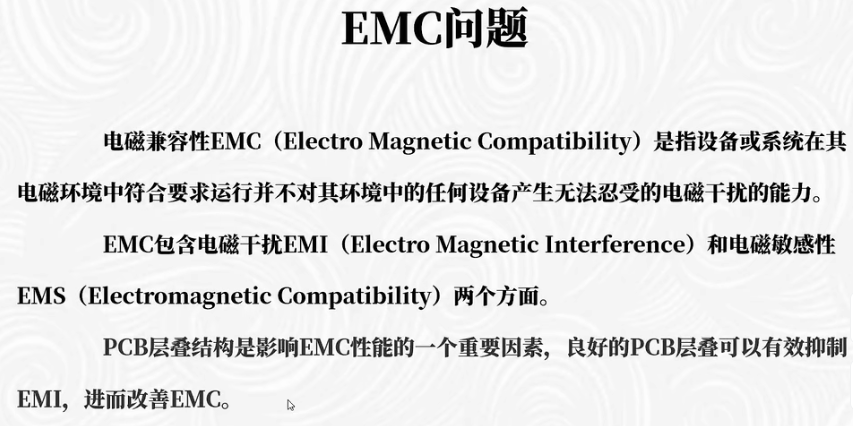 EMC问题
电磁兼容性EMC（Electro Magnetic Compatibility）是指设备或系统在其
电磁环境中符合要求运行并不对其环境中的任何设备产生无法忍受的电磁干扰的能力。
EMC包含电磁干扰EMI（Electro Magnetic Interference）和电磁敏感性
EMS（Electromagnetic Compatibility）两个方面。
PCB层叠结构是影响EMC性能的一个重要因素，良好的PCB层叠可以有效抑制
EMI，进而改善EMC。